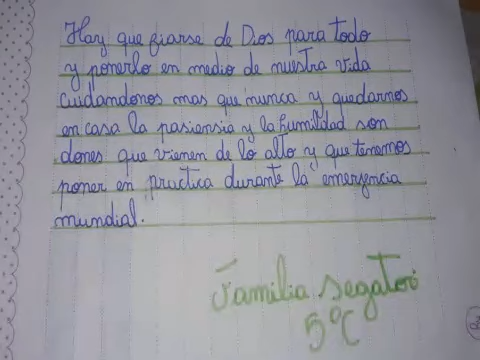 Hay que fiarse de Dios para todo
y ponerlo en medio de nuestra vida
cuidandonos mas que nunca y quedarnos
en casa la pasiensia y la humildad son
dones que vienen de lo alto y que tenemos
poner en practica durante la emergencia
mundial.
Familia segatori
5°C